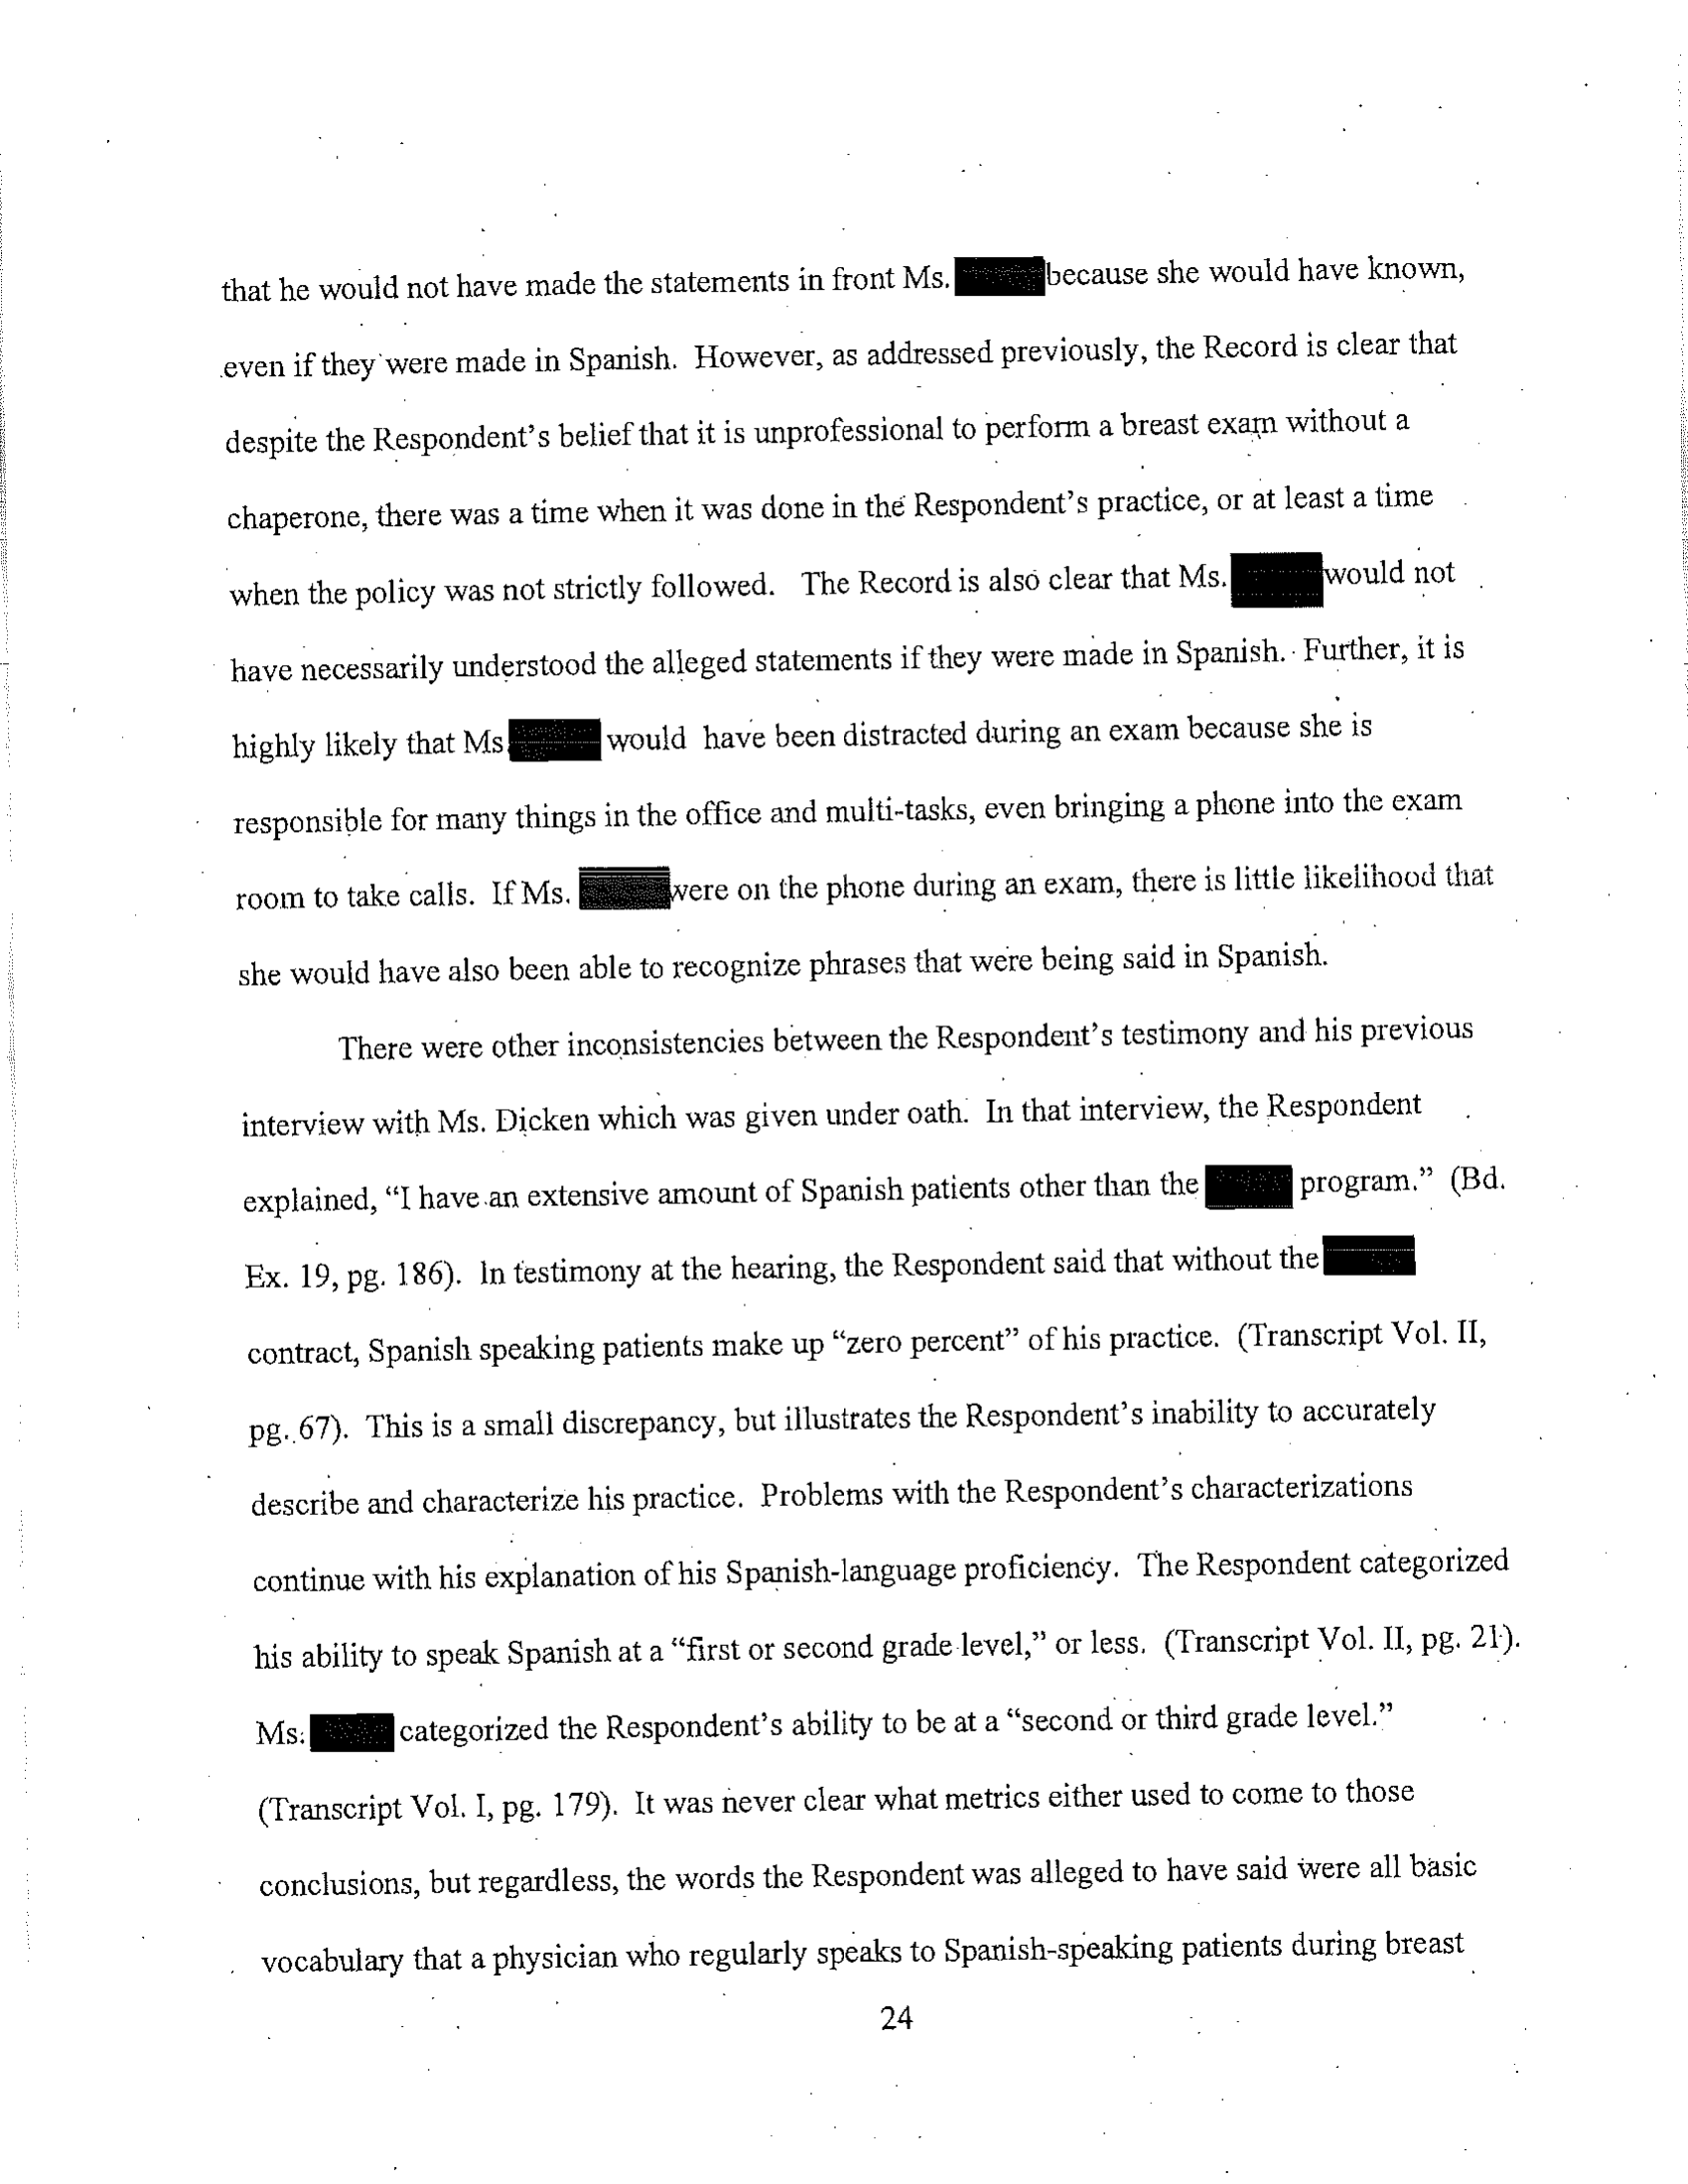 that he would not have made the statements in front Ms. because she would have known,
even if they were made in Spanish. However, as addressed previously, the Record is clear that
despite the Respondent's belief that it is unprofessional to perform a breast exam without a
chaperone, there was a time when it was done in the Respondent's practice, or at least a time
when the policy was not strictly followed. The Record is also clear that Ms. would not
have necessarily understood the alleged statements if they were made in Spanish. Further, it is
highly likely that Ms. would have been distracted during an exam because she is
responsible for many things in the office and multi-tasks, even bringing a phone into the exam
room to take calls. If Ms. were on the phone during an exam, there is little likelihood that
she would have also been able to recognize phrases that were being said in Spanish.
There were other inconsistencies between the Respondent's testimony and his previous
interview with Ms. Dicken which was given under oath. In that interview, the Respondent
explained, “I have an extensive amount of Spanish patients other than the program.” (Bd.
Ex. 19, pg. 186). In testimony at the hearing, the Respondent said that without the
contract, Spanish speaking patients make up “zero percent” of his practice. (Transcript Vol. II,
pg. 67). This is a small discrepancy, but illustrates the Respondent's inability to accurately
describe and characterize his practice. Problems with the Respondent's characterizations
continue with his explanation of his Spanish-language proficiency. The Respondent categorized
his ability to speak Spanish at a “first or second grade level,” or less. (Transcript Vol. II, pg. 21).
Ms. categorized the Respondent's ability to be at a “second or third grade level.”
(Transcript Vol. I, pg. 179). It was never clear what metrics either used to come to those
conclusions, but regardless, the words the Respondent was alleged to have said were all basic
vocabulary that a physician who regularly speaks to Spanish-speaking patients during breast
24